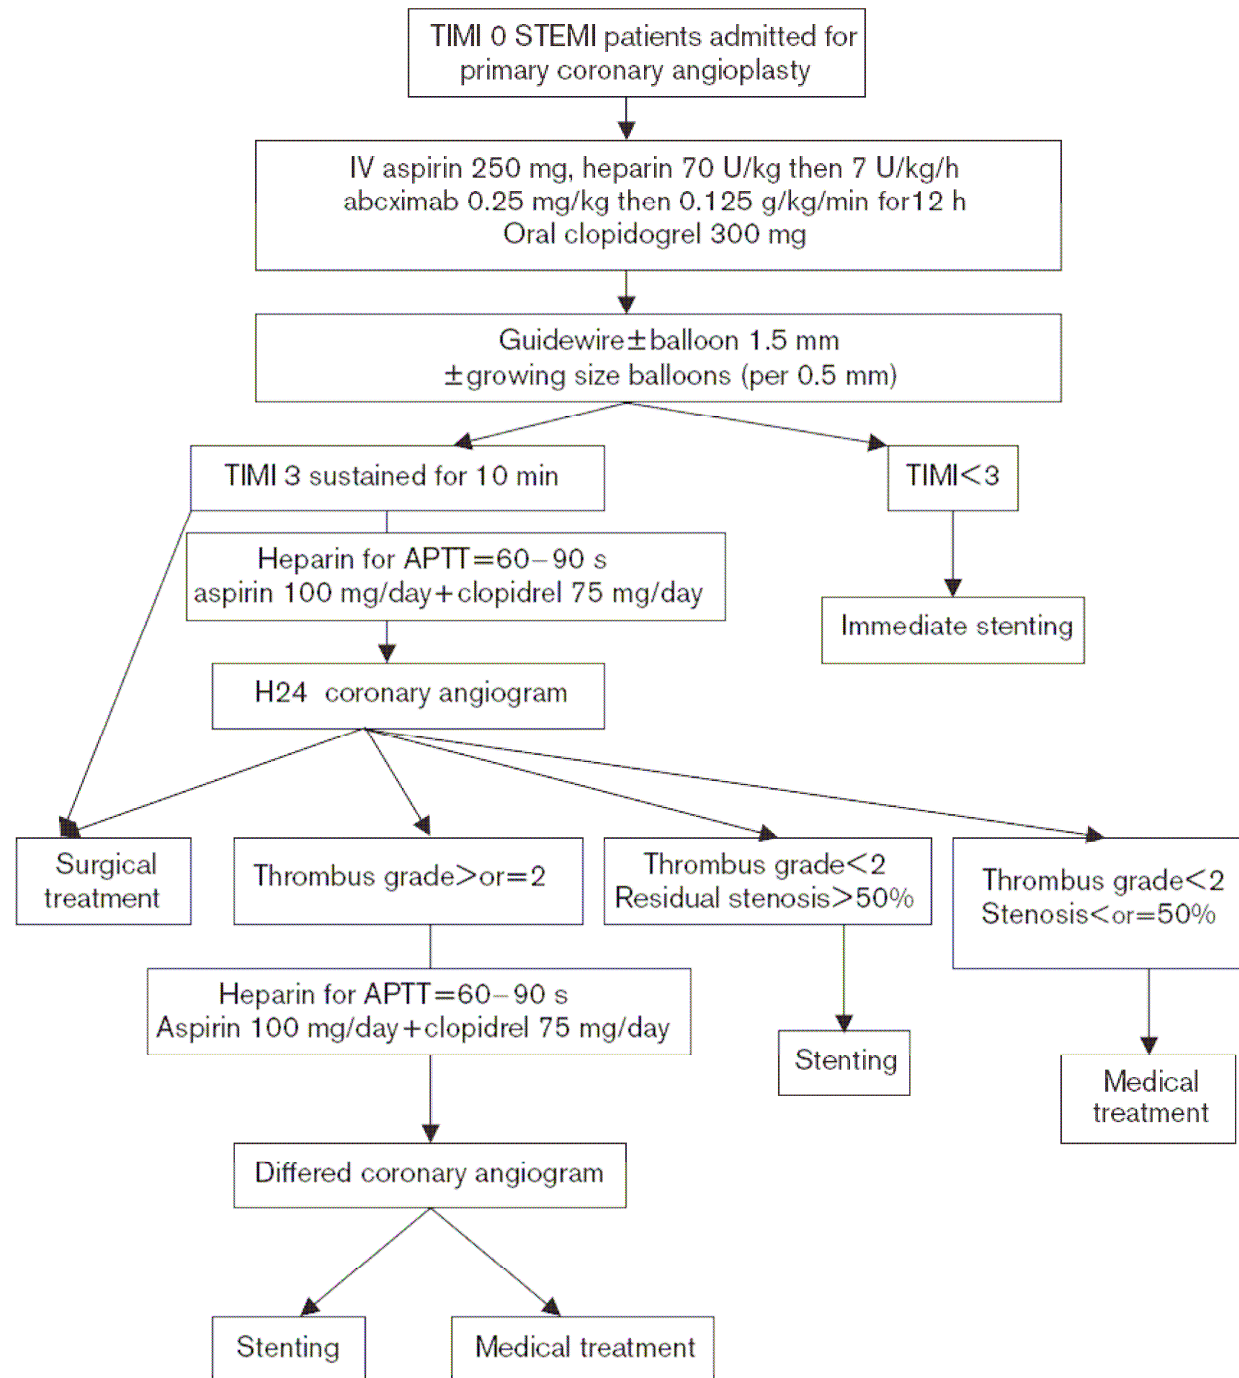 TIMI 0 STEMI patients admitted for
primary coronary angioplasty
IV aspirin 250 mg, heparin 70 U/kg then 7 U/kg/h
abcximab 0.25 mg/kg then 0.125 g/kg/min for12 h
Oral clopidogrel 300 mg
Guidewire±balloon 1.5 mm
±growing size balloons (per 0.5 mm)
TIMI 3 sustained for 10 min
TIMI<3
Heparin for APTT=60–90 s
aspirin 100 mg/day+clopidrel 75 mg/day
Immediate stenting
H24 coronary angiogram
Surgical
treatment
Thrombus grade>or=2
Thrombus grade<2
Residual stenosis>50%
Thrombus grade<2
Stenosis<or=50%
Heparin for APTT=60–90 s
Aspirin 100 mg/day+clopidrel 75 mg/day
Stenting
Medical
treatment
Differed coronary angiogram
Stenting
Medical treatment